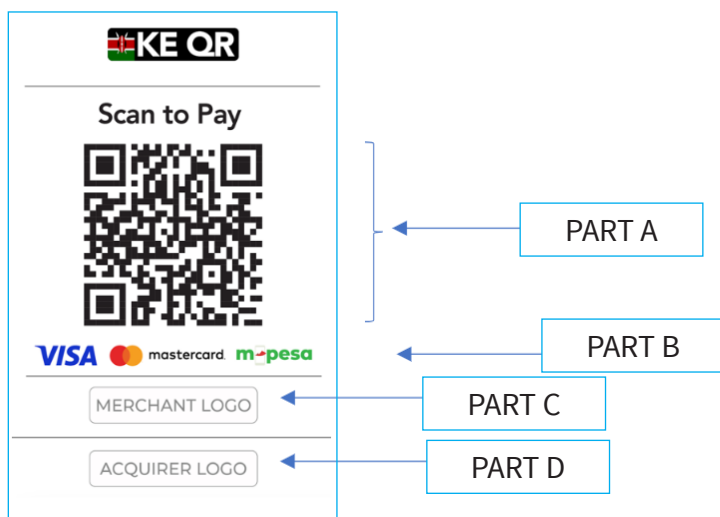 KE QR
Scan to Pay
PART A
VISA mastercard. m-pesa
PART B
MERCHANT LOGO
PART C
ACQUIRER LOGO
PART D